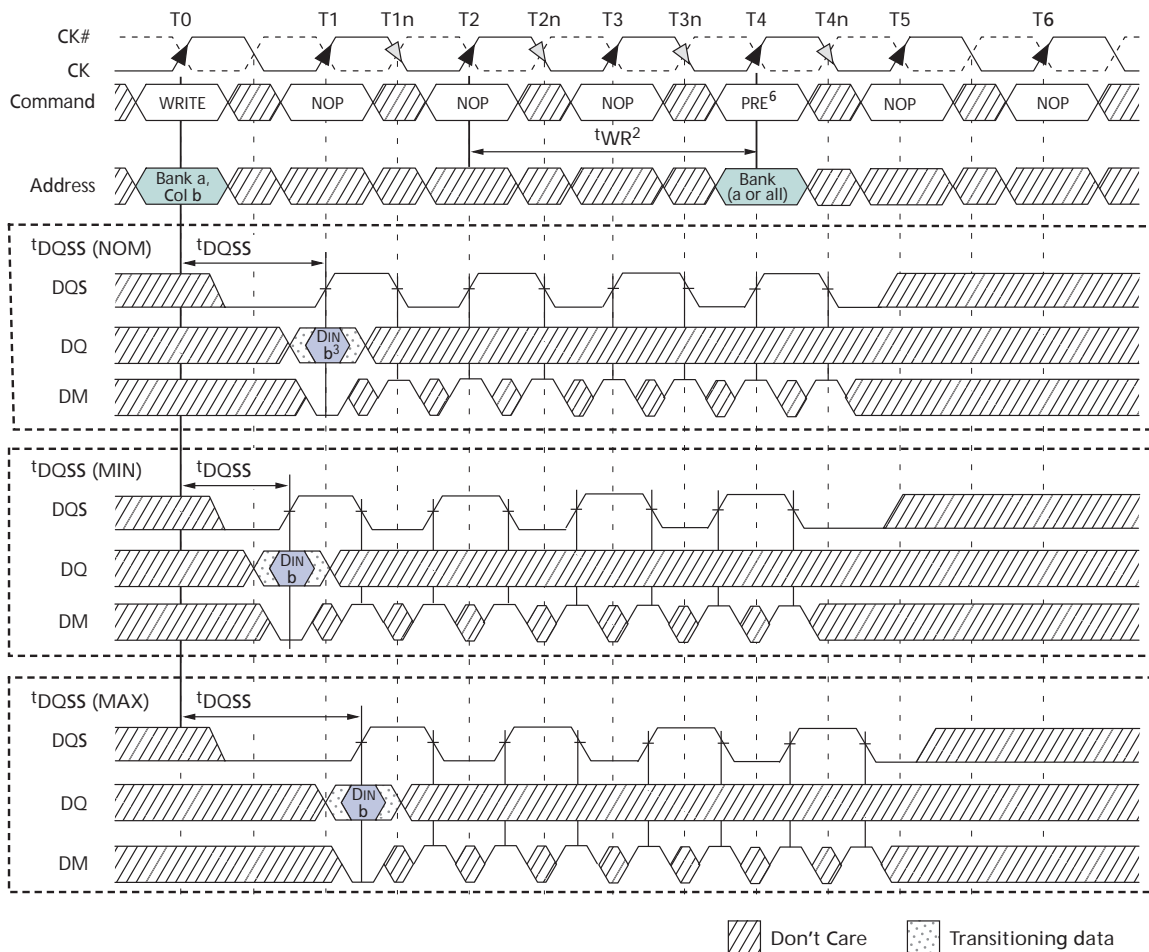 T0 T1 T1n T2 T2n T3 T3n T4 T4n T5 T6
CK#
CK
Command WRITE NOP NOP NOP PRE⁶ NOP NOP
ᵗWR²
Address Bank a, Col b Bank (a or all)
ᵗDQSS (NOM) ᵗDQSS
DQS
DQ DIN b³
DM
ᵗDQSS (MIN) ᵗDQSS
DQS
DQ DIN b
DM
ᵗDQSS (MAX) ᵗDQSS
DQS
DQ DIN b
DM
Don't Care Transitioning data